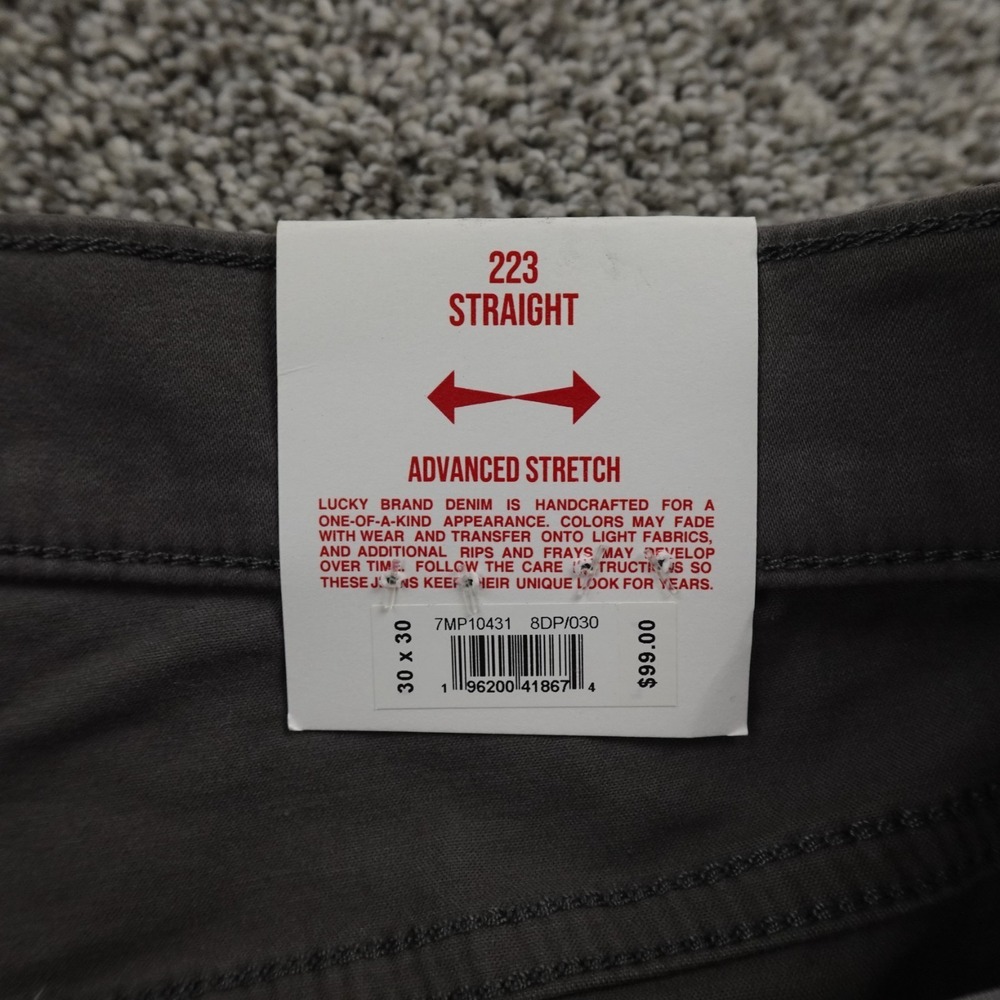 223
STRAIGHT
ADVANCED STRETCH
LUCKY BRAND DENIM IS HANDCRAFTED FOR A
ONE-OF-A-KIND APPEARANCE. COLORS MAY FADE
WITH WEAR AND TRANSFER ONTO LIGHT FABRICS,
AND ADDITIONAL RIPS AND FRAYS MAY DEVELOP
OVER TIME. FOLLOW THE CARE INSTRUCTIONS SO
THESE JEANS KEEP THEIR UNIQUE LOOK FOR YEARS.
30 x 30
7MP10431 8DP/030
1 96200 41867 4
$99.00